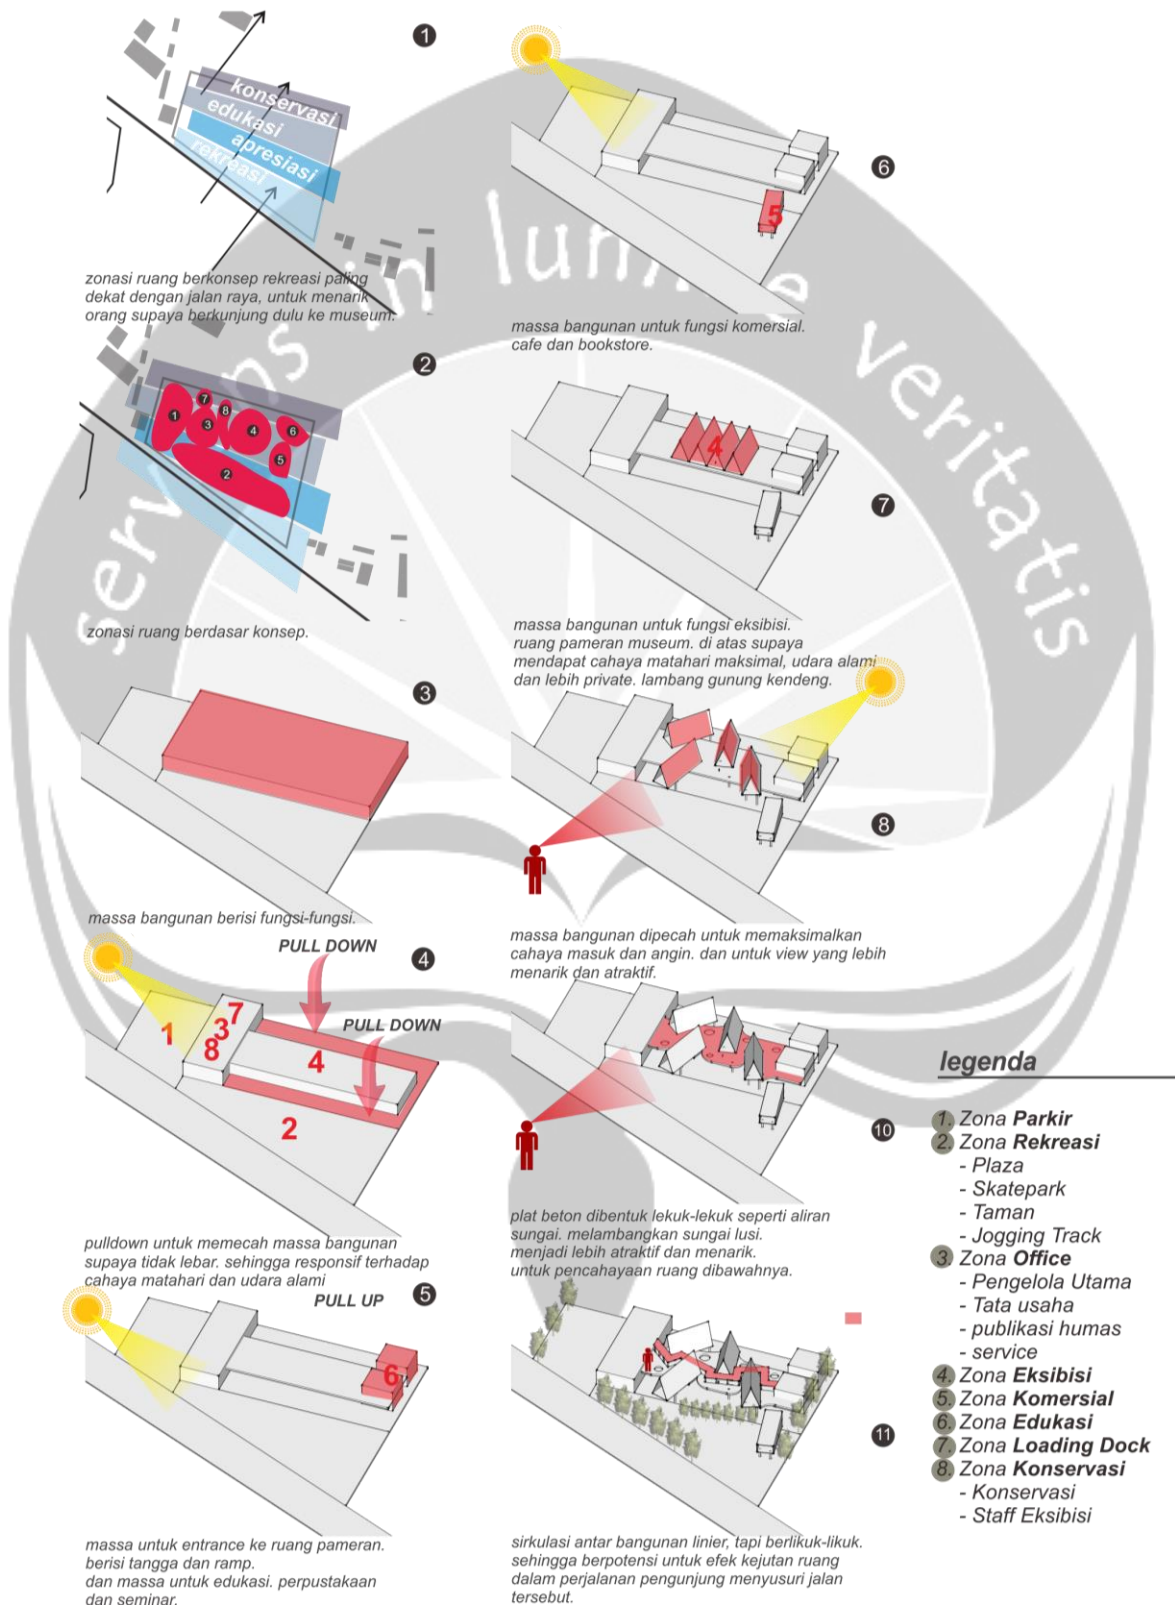 1
konservasi
edukasi
apresiasi
rekreasi
zonasi ruang berkonsep rekreasi paling
dekat dengan jalan raya, untuk menarik
orang supaya berkunjung dulu ke museum.
2
1
7
3
8
4
6
5
2
zonasi ruang berdasar konsep.
3
massa bangunan berisi fungsi-fungsi.
4
PULL DOWN
PULL DOWN
1
7
3
8
4
2
pulldown untuk memecah massa bangunan
supaya tidak lebar. sehingga responsif terhadap
cahaya matahari dan udara alami
5
PULL UP
6
massa untuk entrance ke ruang pameran.
berisi tangga dan ramp.
dan massa untuk edukasi. perpustakaan
dan seminar.
6
5
massa bangunan untuk fungsi komersial.
cafe dan bookstore.
4
7
massa bangunan untuk fungsi eksibisi.
ruang pameran museum. di atas supaya
mendapat cahaya matahari maksimal, udara alami
dan lebih private. lambang gunung kendeng.
8
massa bangunan dipecah untuk memaksimalkan
cahaya masuk dan angin. dan untuk view yang lebih
menarik dan atraktif.
10
plat beton dibentuk lekuk-lekuk seperti aliran
sungai. melambangkan sungai lusi.
menjadi lebih atraktif dan menarik.
untuk pencahayaan ruang dibawahnya.
11
sirkulasi antar bangunan linier, tapi berlikuk-likuk.
sehingga berpotensi untuk efek kejutan ruang
dalam perjalanan pengunjung menyusuri jalan
tersebut.
legenda
1. Zona Parkir
2. Zona Rekreasi
- Plaza
- Skatepark
- Taman
- Jogging Track
3. Zona Office
- Pengelola Utama
- Tata usaha
- publikasi humas
- service
4. Zona Eksibisi
5. Zona Komersial
6. Zona Edukasi
7. Zona Loading Dock
8. Zona Konservasi
- Konservasi
- Staff Eksibisi
in
veritatis